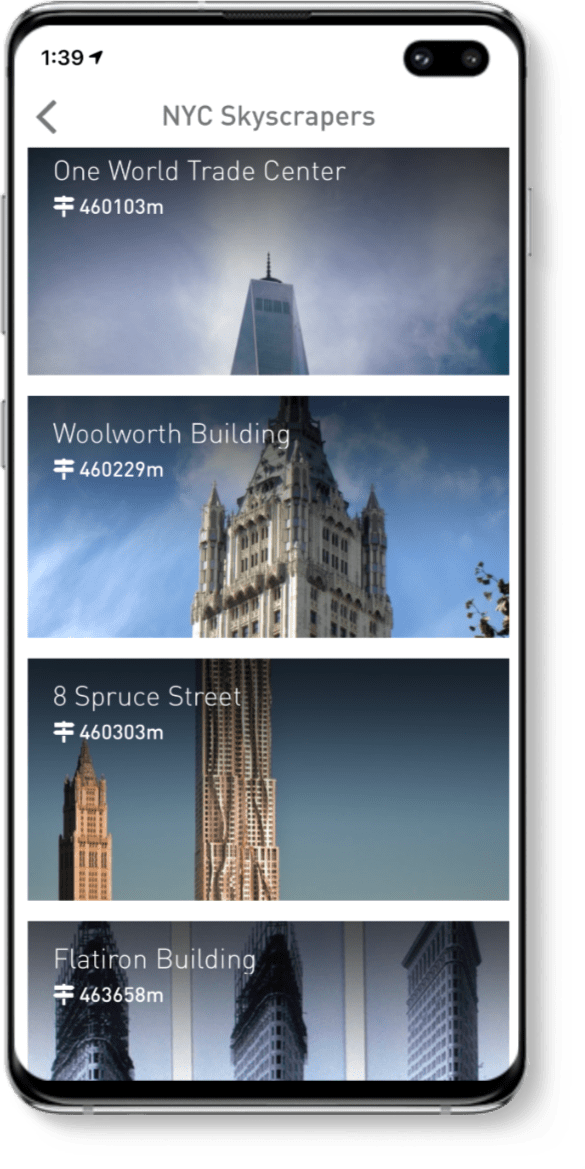 1:39
NYC Skyscrapers
One World Trade Center
460103m
Woolworth Building
460229m
8 Spruce Street
460303m
Flatiron Building
463658m